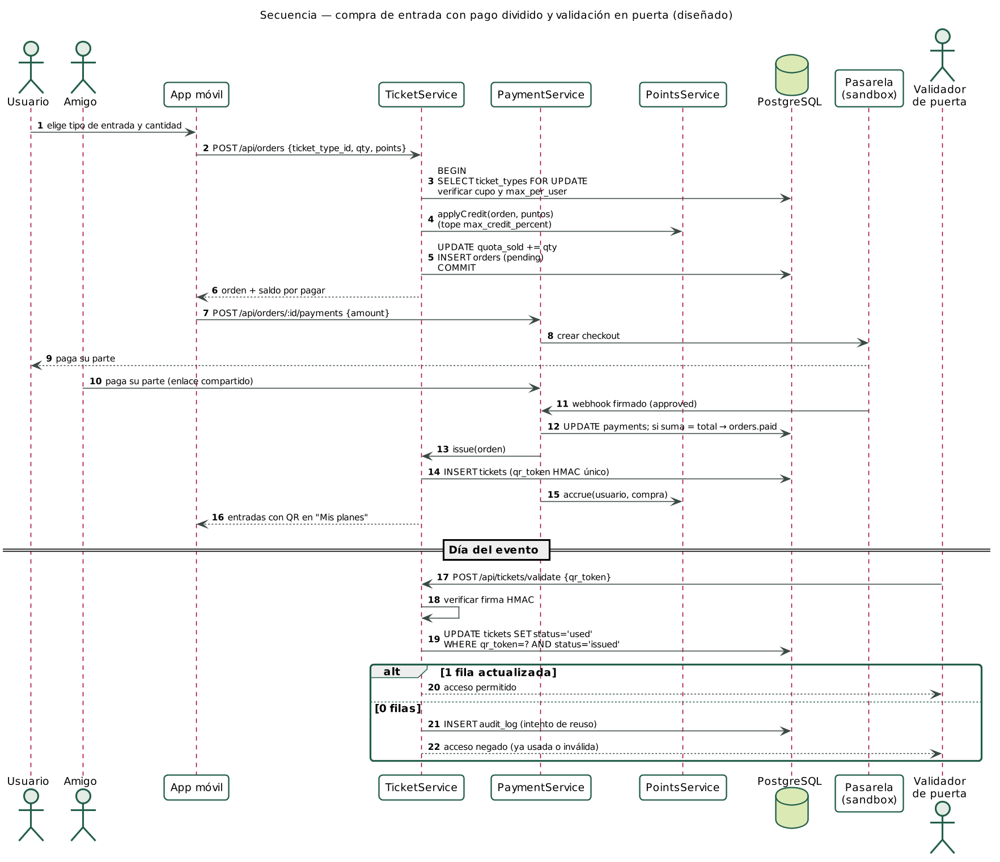 Secuencia — compra de entrada con pago dividido y validación en puerta (diseñado)
Usuario
Amigo
App móvil
TicketService
PaymentService
PointsService
PostgreSQL
Pasarela
(sandbox)
Validador
de puerta
1 elige tipo de entrada y cantidad
2 POST /api/orders {ticket_type_id, qty, points}
BEGIN
3 SELECT ticket_types FOR UPDATE
verificar cupo y max_per_user
4 applyCredit(orden, puntos)
(tope max_credit_percent)
UPDATE quota_sold += qty
5 INSERT orders (pending)
COMMIT
6 orden + saldo por pagar
7 POST /api/orders/:id/payments {amount}
8 crear checkout
9 paga su parte
10 paga su parte (enlace compartido)
11 webhook firmado (approved)
12 UPDATE payments; si suma = total → orders.paid
13 issue(orden)
14 INSERT tickets (qr_token HMAC único)
15 accrue(usuario, compra)
16 entradas con QR en "Mis planes"
Día del evento
17 POST /api/tickets/validate {qr_token}
18 verificar firma HMAC
19 UPDATE tickets SET status='used'
WHERE qr_token=? AND status='issued'
alt [1 fila actualizada]
20 acceso permitido
[0 filas]
21 INSERT audit_log (intento de reuso)
22 acceso negado (ya usada o inválida)
Usuario
Amigo
App móvil
TicketService
PaymentService
PointsService
PostgreSQL
Pasarela
(sandbox)
Validador
de puerta